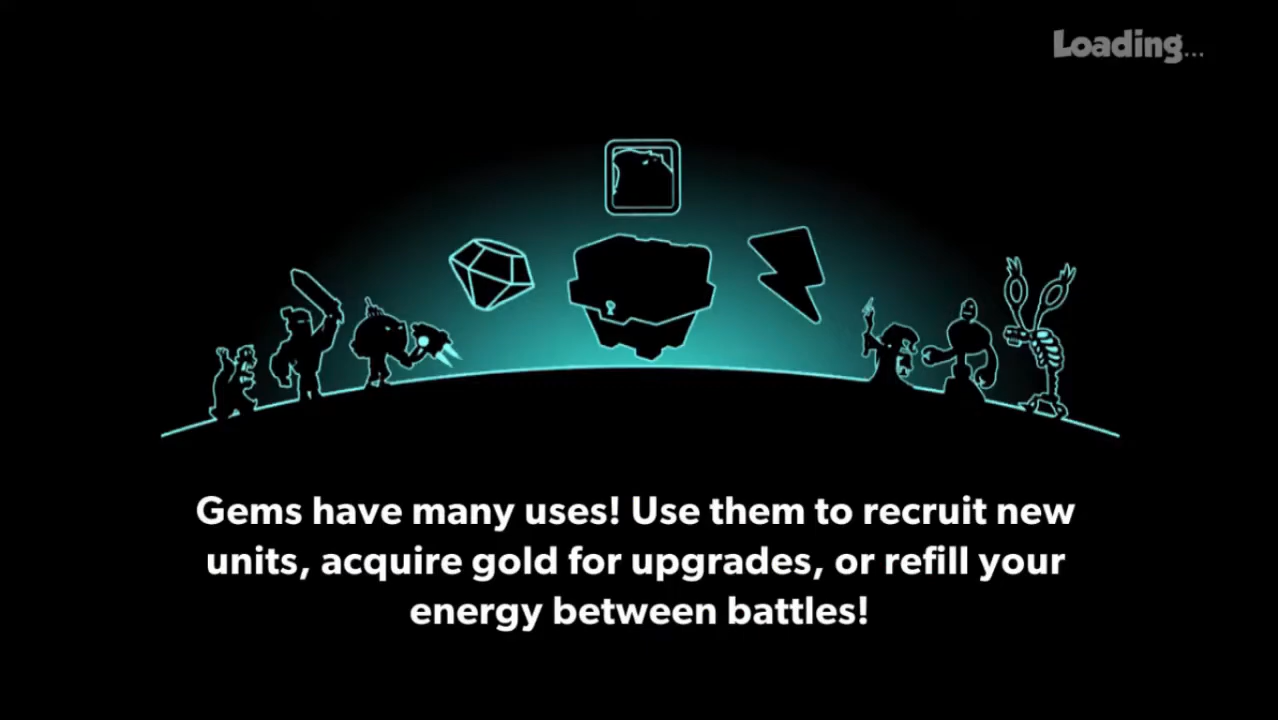 Loading...
Gems have many uses! Use them to recruit new
units, acquire gold for upgrades, or refill your
energy between battles!